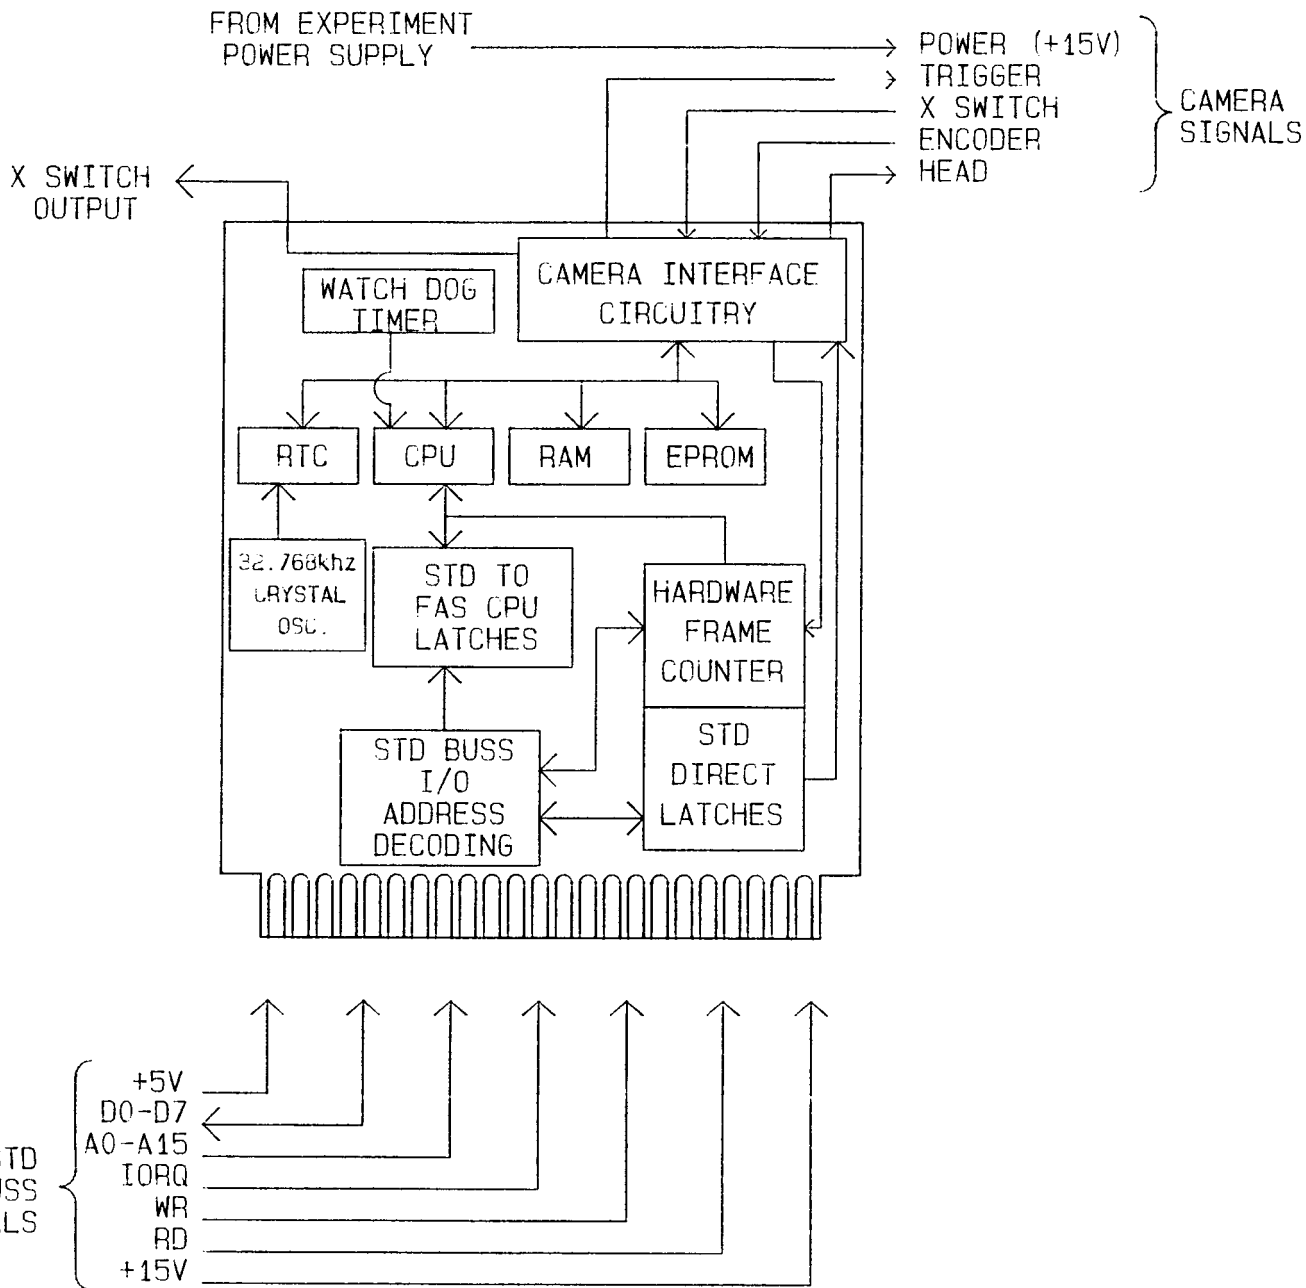 FROM EXPERIMENT
POWER SUPPLY
POWER (+15V)
TRIGGER
X SWITCH
ENCODER
HEAD
CAMERA
SIGNALS
X SWITCH
OUTPUT
CAMERA INTERFACE
CIRCUITRY
WATCH DOG
TIMER
RTC
CPU
RAM
EPROM
32.768khz
CRYSTAL
OSC.
STD TO
FAS CPU
LATCHES
HARDWARE
FRAME
COUNTER
STD BUSS
I/O
ADDRESS
DECODING
STD
DIRECT
LATCHES
+5V
D0-D7
A0-A15
IORQ
WR
RD
+15V